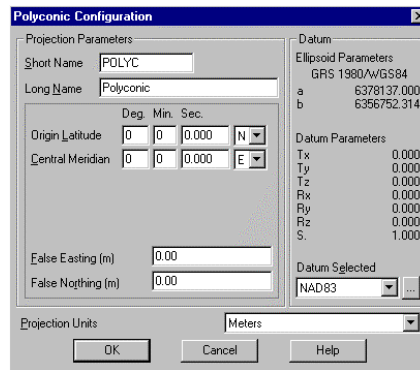 Polyconic Configuration
Projection Parameters
Short Name POLYC
Long Name Polyconic
Deg. Min. Sec.
Origin Latitude 0 0 0.000 N
Central Meridian 0 0 0.000 E
False Easting (m) 0.00
False Northing (m) 0.00
Datum
Ellipsoid Parameters
GRS 1980/WGS84
a 6378137.000
b 6356752.314
Datum Parameters
Tx 0.000
Ty 0.000
Tz 0.000
Rx 0.000
Ry 0.000
Rz 0.000
S. 1.000
Datum Selected
NAD83 ...
Projection Units Meters
OK Cancel Help